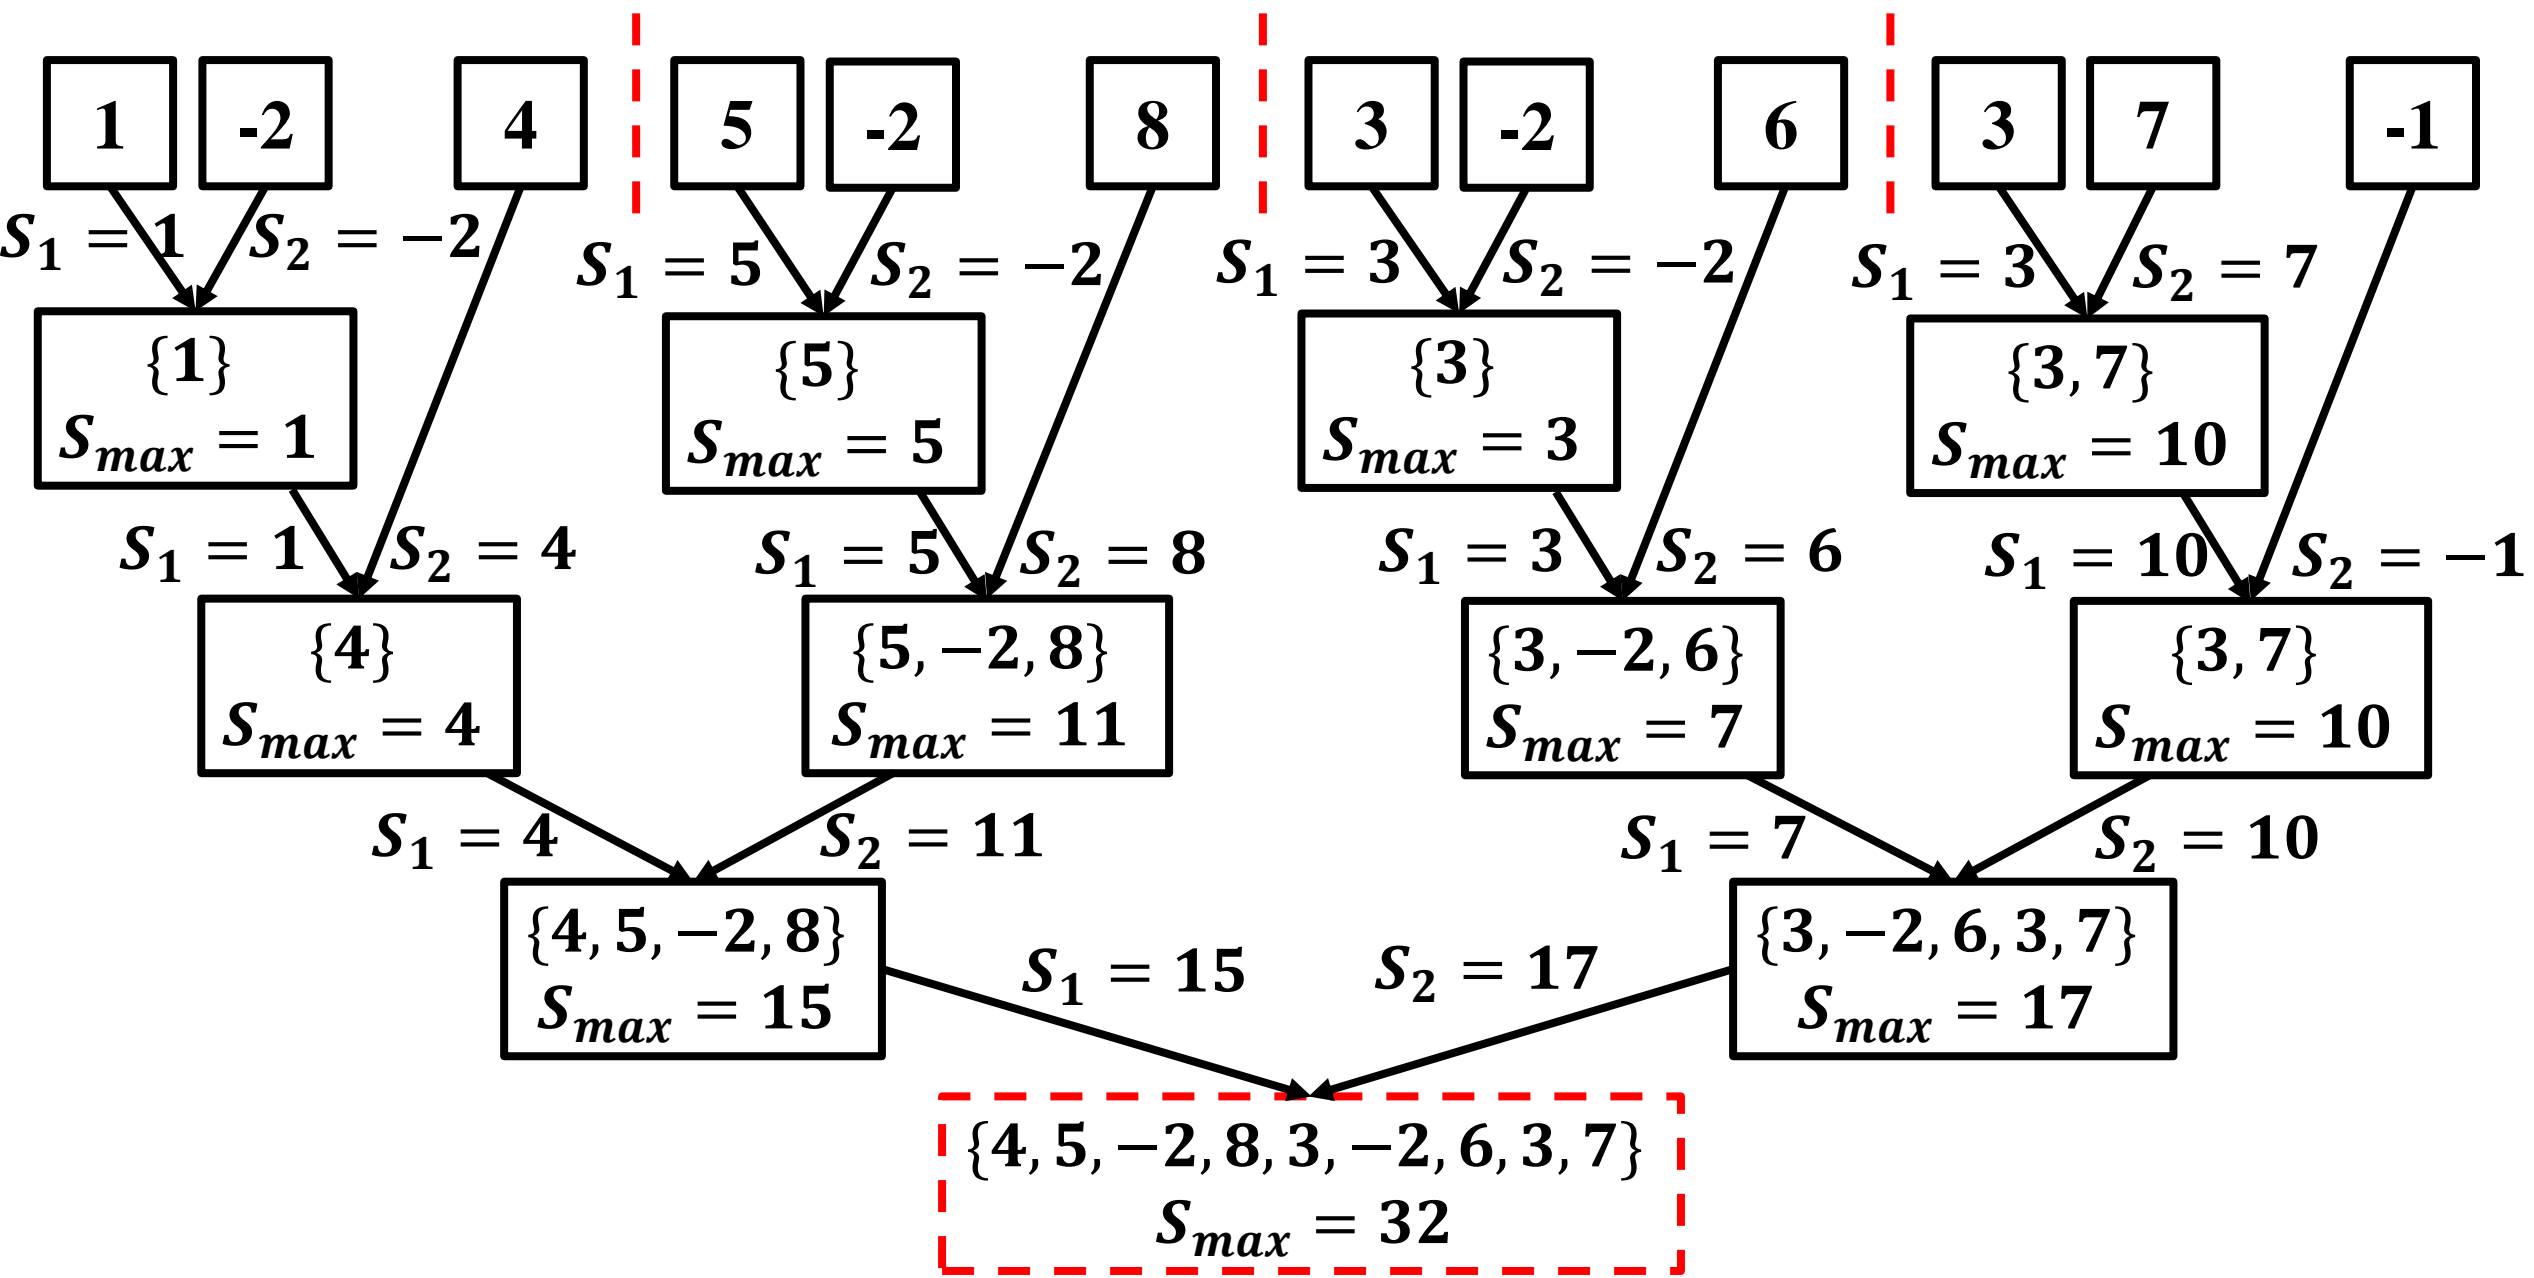 1 -2 4 5 -2 8 3 -2 6 3 7 -1
S₁ = 1 S₂ = −2 S₁ = 5 S₂ = −2 S₁ = 3 S₂ = −2 S₁ = 3 S₂ = 7
{1} {5} {3} {3, 7}
Sₘₐₓ = 1 Sₘₐₓ = 5 Sₘₐₓ = 3 Sₘₐₓ = 10
S₁ = 1 S₂ = 4 S₁ = 5 S₂ = 8 S₁ = 3 S₂ = 6 S₁ = 10 S₂ = −1
{4} {5, −2, 8} {3, −2, 6} {3, 7}
Sₘₐₓ = 4 Sₘₐₓ = 11 Sₘₐₓ = 7 Sₘₐₓ = 10
S₁ = 4 S₂ = 11 S₁ = 7 S₂ = 10
{4, 5, −2, 8} {3, −2, 6, 3, 7}
S₁ = 15 S₂ = 17
Sₘₐₓ = 15 Sₘₐₓ = 17
{4, 5, −2, 8, 3, −2, 6, 3, 7}
Sₘₐₓ = 32